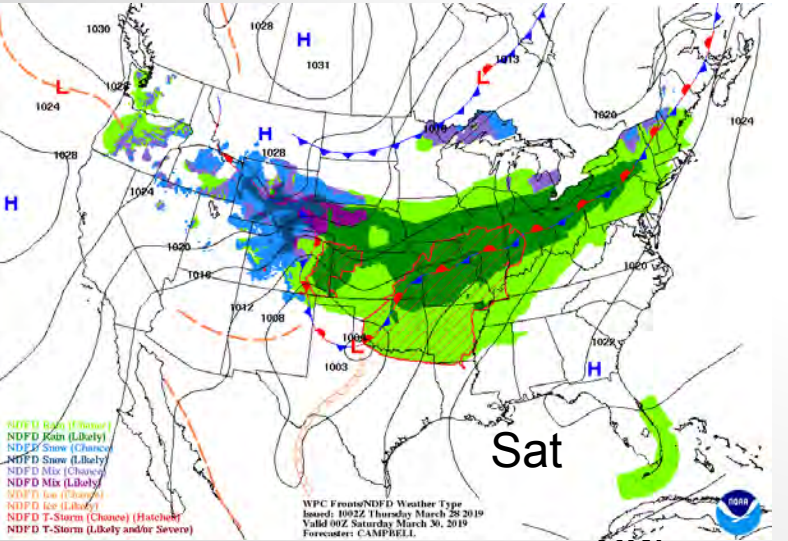 1030
1028
H
1031
L
1013
1028
1024
1020
1024
H
1016
1028
1028
H
1024
1020
1020
1016
1012
1008
1022
H
L
1003
Sat
NDFD Rain (Chance)
NDFD Rain (Likely)
NDFD Snow (Chance)
NDFD Snow (Likely)
NDFD Mix (Chance)
NDFD Mix (Likely)
NDFD Ice (Chance)
NDFD Ice (Likely)
NDFD T-Storm (Chance) (Hatched)
NDFD T-Storm (Likely and/or Severe)
WPC Fronts/NDFD Weather Type
Issued: 1002Z Thursday March 28 2019
Valid 00Z Saturday March 30, 2019
Forecaster: CAMPBELL
NOAA